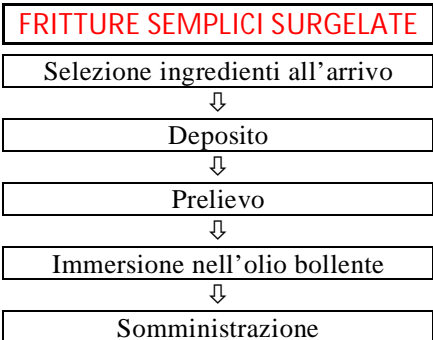 FRITTURE SEMPLICI SURGELATE
Selezione ingredienti all'arrivo
⇩
Deposito
⇩
Prelievo
⇩
Immersione nell'olio bollente
⇩
Somministrazione